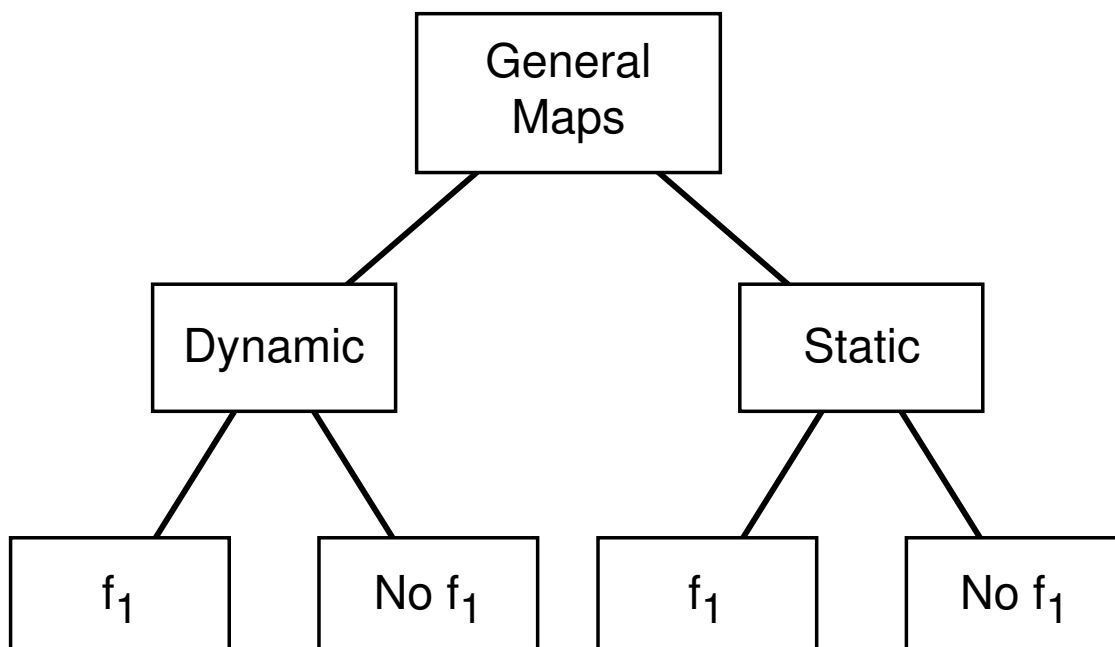 General
Maps
Dynamic
Static
f₁
No f₁
f₁
No f₁